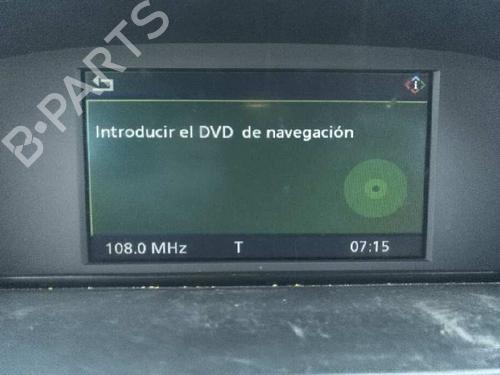 B-PARTS
Introducir el DVD de navegación
108.0 MHz T 07:15